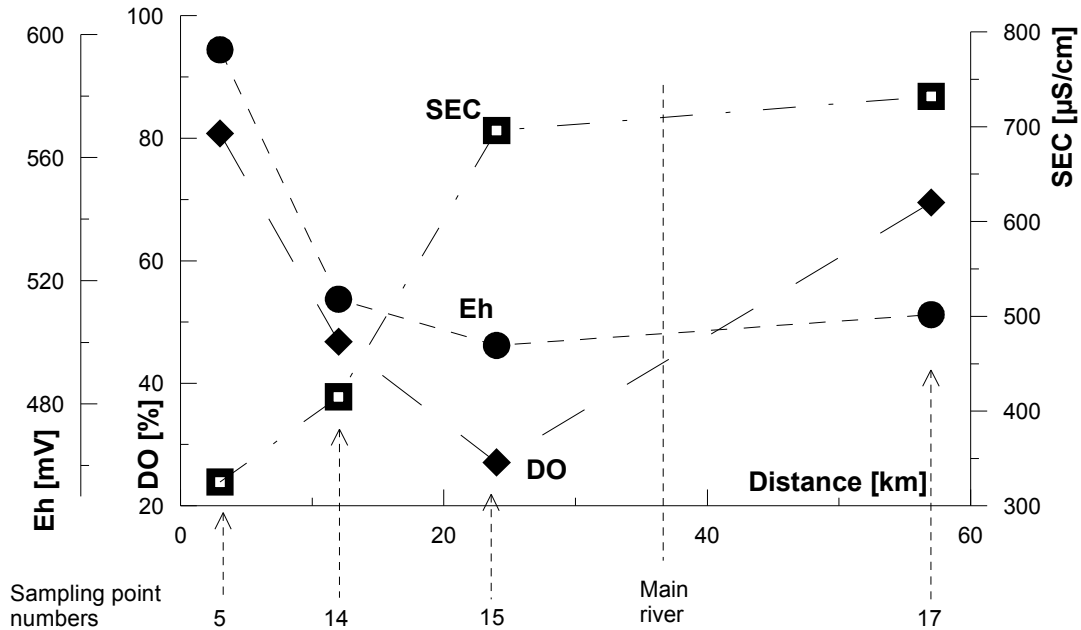 600
560
520
480
Eh [mV]
100
80
60
40
20
DO [%]
SEC
Eh
DO
Distance [km]
800
700
600
500
400
300
SEC [µS/cm]
0
20
40
60
Sampling point
numbers
5
14
15
Main
river
17